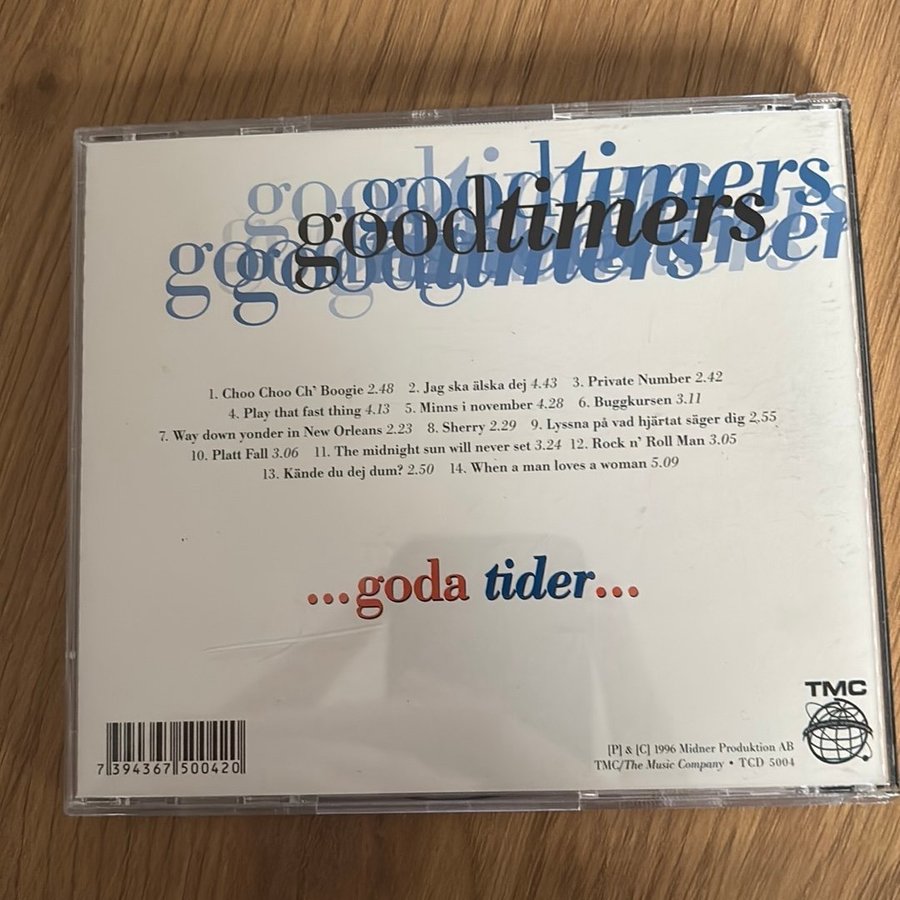 goodtimers
goodtimers
goodtimers
goodtimers
1. Choo Choo Ch' Boogie 2.48 2. Jag ska älska dej 4.43 3. Private Number 2.42
4. Play that fast thing 4.13 5. Minns i november 4.28 6. Buggkursen 3.11
7. Way down yonder in New Orleans 2.23 8. Sherry 2.29 9. Lyssna på vad hjärtat säger dig 2,55
10. Platt Fall 3.06 11. The midnight sun will never set 3.24 12. Rock n' Roll Man 3.05
13. Kände du dej dum? 2.50 14. When a man loves a woman 5.09
...goda tider...
TMC
7 394367 500420
[P] & [C] 1996 Midner Produktion AB
TMC/The Music Company • TCD 5004